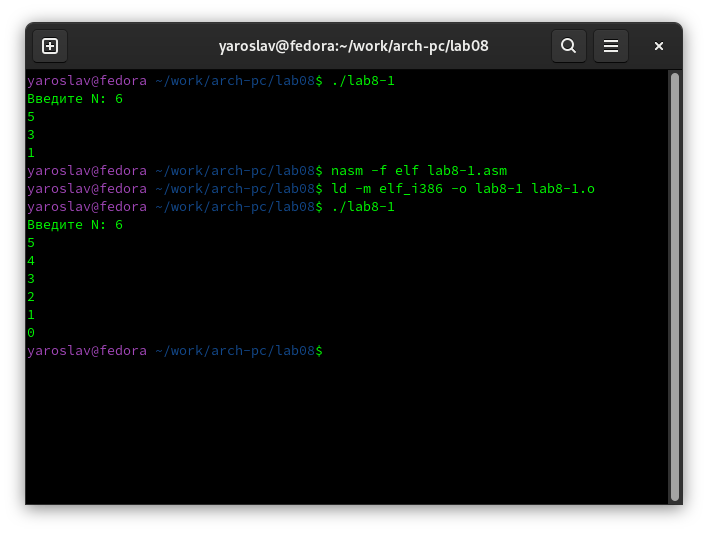 yaroslav@fedora:~/work/arch-pc/lab08
yaroslav@fedora ~/work/arch-pc/lab08$ ./lab8-1
Введите N: 6
5
3
1
yaroslav@fedora ~/work/arch-pc/lab08$ nasm -f elf lab8-1.asm
yaroslav@fedora ~/work/arch-pc/lab08$ ld -m elf_i386 -o lab8-1 lab8-1.o
yaroslav@fedora ~/work/arch-pc/lab08$ ./lab8-1
Введите N: 6
5
4
3
2
1
0
yaroslav@fedora ~/work/arch-pc/lab08$